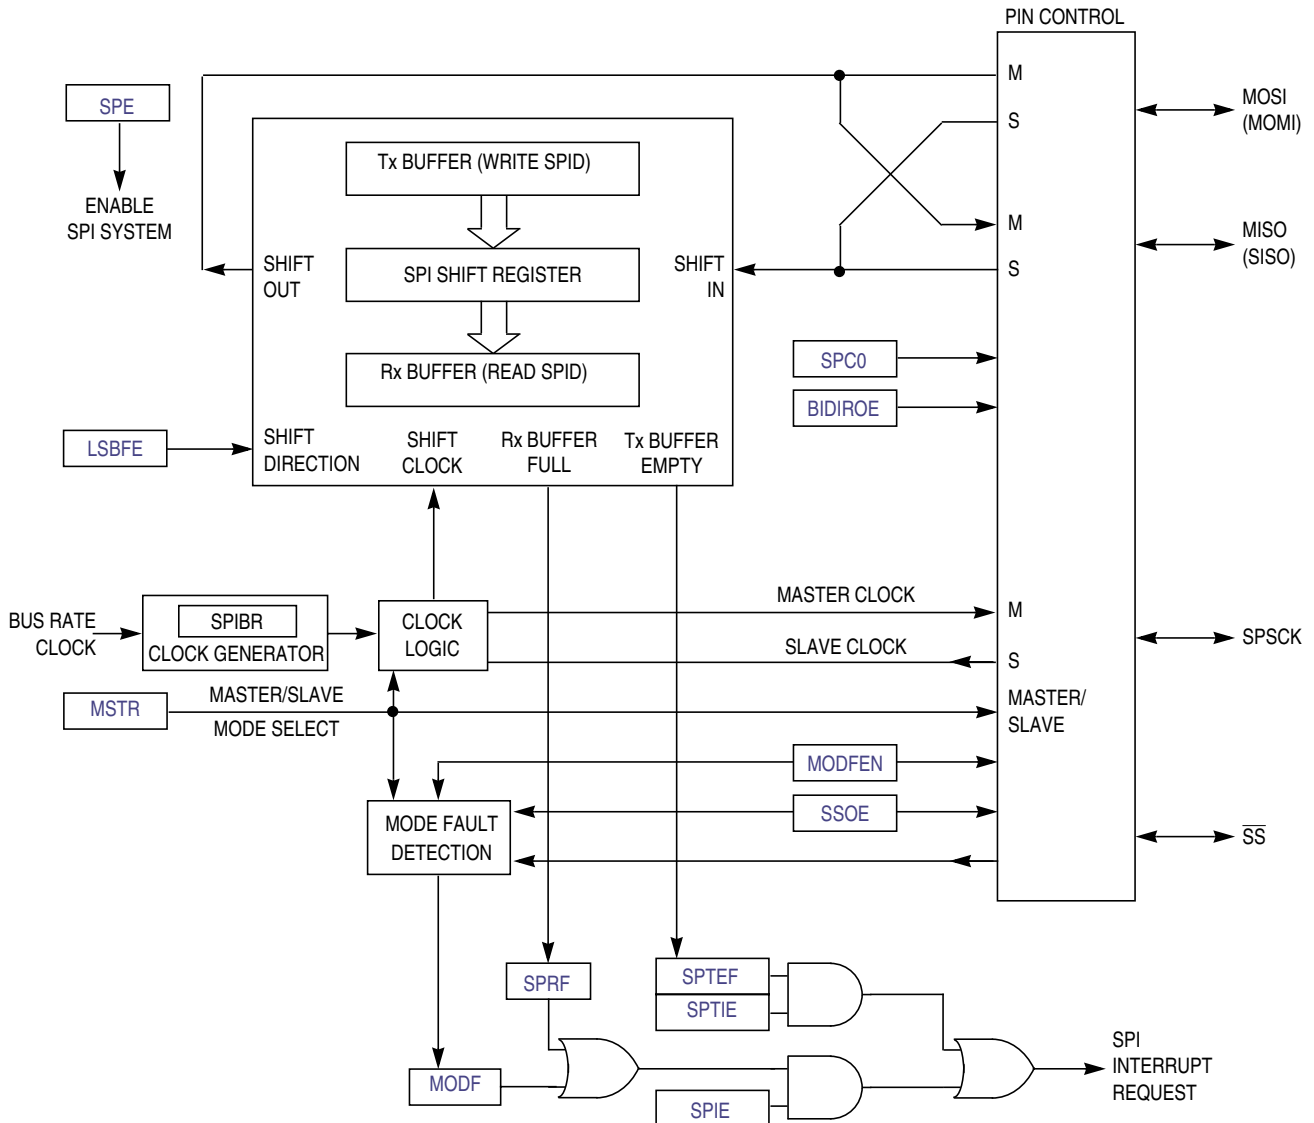 PIN CONTROL
M
SPE
S
MOSI
(MOMI)
Tx BUFFER (WRITE SPID)
ENABLE
SPI SYSTEM
M
MISO
(SISO)
SHIFT
OUT
SPI SHIFT REGISTER
SHIFT
IN
S
SPC0
Rx BUFFER (READ SPID)
BIDIROE
LSBFE
SHIFT
DIRECTION
SHIFT
CLOCK
Rx BUFFER
FULL
Tx BUFFER
EMPTY
BUS RATE
CLOCK
SPIBR
CLOCK GENERATOR
CLOCK
LOGIC
MASTER CLOCK
M
SLAVE CLOCK
S
SPSCK
MSTR
MASTER/SLAVE
MODE SELECT
MASTER/
SLAVE
MODFEN
SSOE
MODE FAULT
DETECTION
SS
SPRF
SPTEF
SPTIE
MODF
SPIE
SPI
INTERRUPT
REQUEST